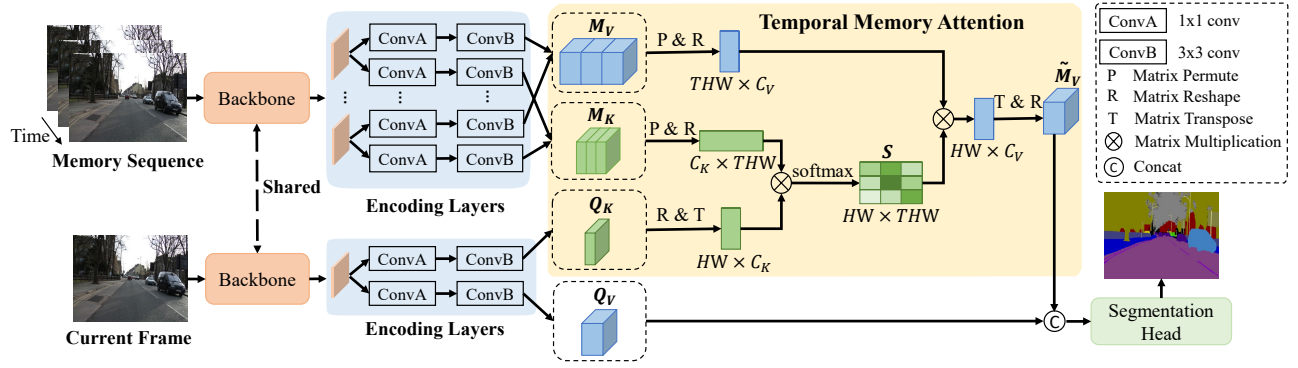 Time
Memory Sequence
Backbone
Shared
Backbone
Current Frame
ConvA
ConvB
ConvA
ConvB
⋮
⋮
⋮
ConvA
ConvB
ConvA
ConvB
Encoding Layers
ConvA
ConvB
ConvA
ConvB
Encoding Layers
Temporal Memory Attention
M_V
P & R
THW × C_V
M_K
P & R
C_K × THW
Q_K
R & T
HW × C_K
softmax
S
HW × THW
HW × C_V
T & R
M̃_V
Q_V
C
Segmentation
Head
ConvA 1x1 conv
ConvB 3x3 conv
P Matrix Permute
R Matrix Reshape
T Matrix Transpose
⊗ Matrix Multiplication
C Concat